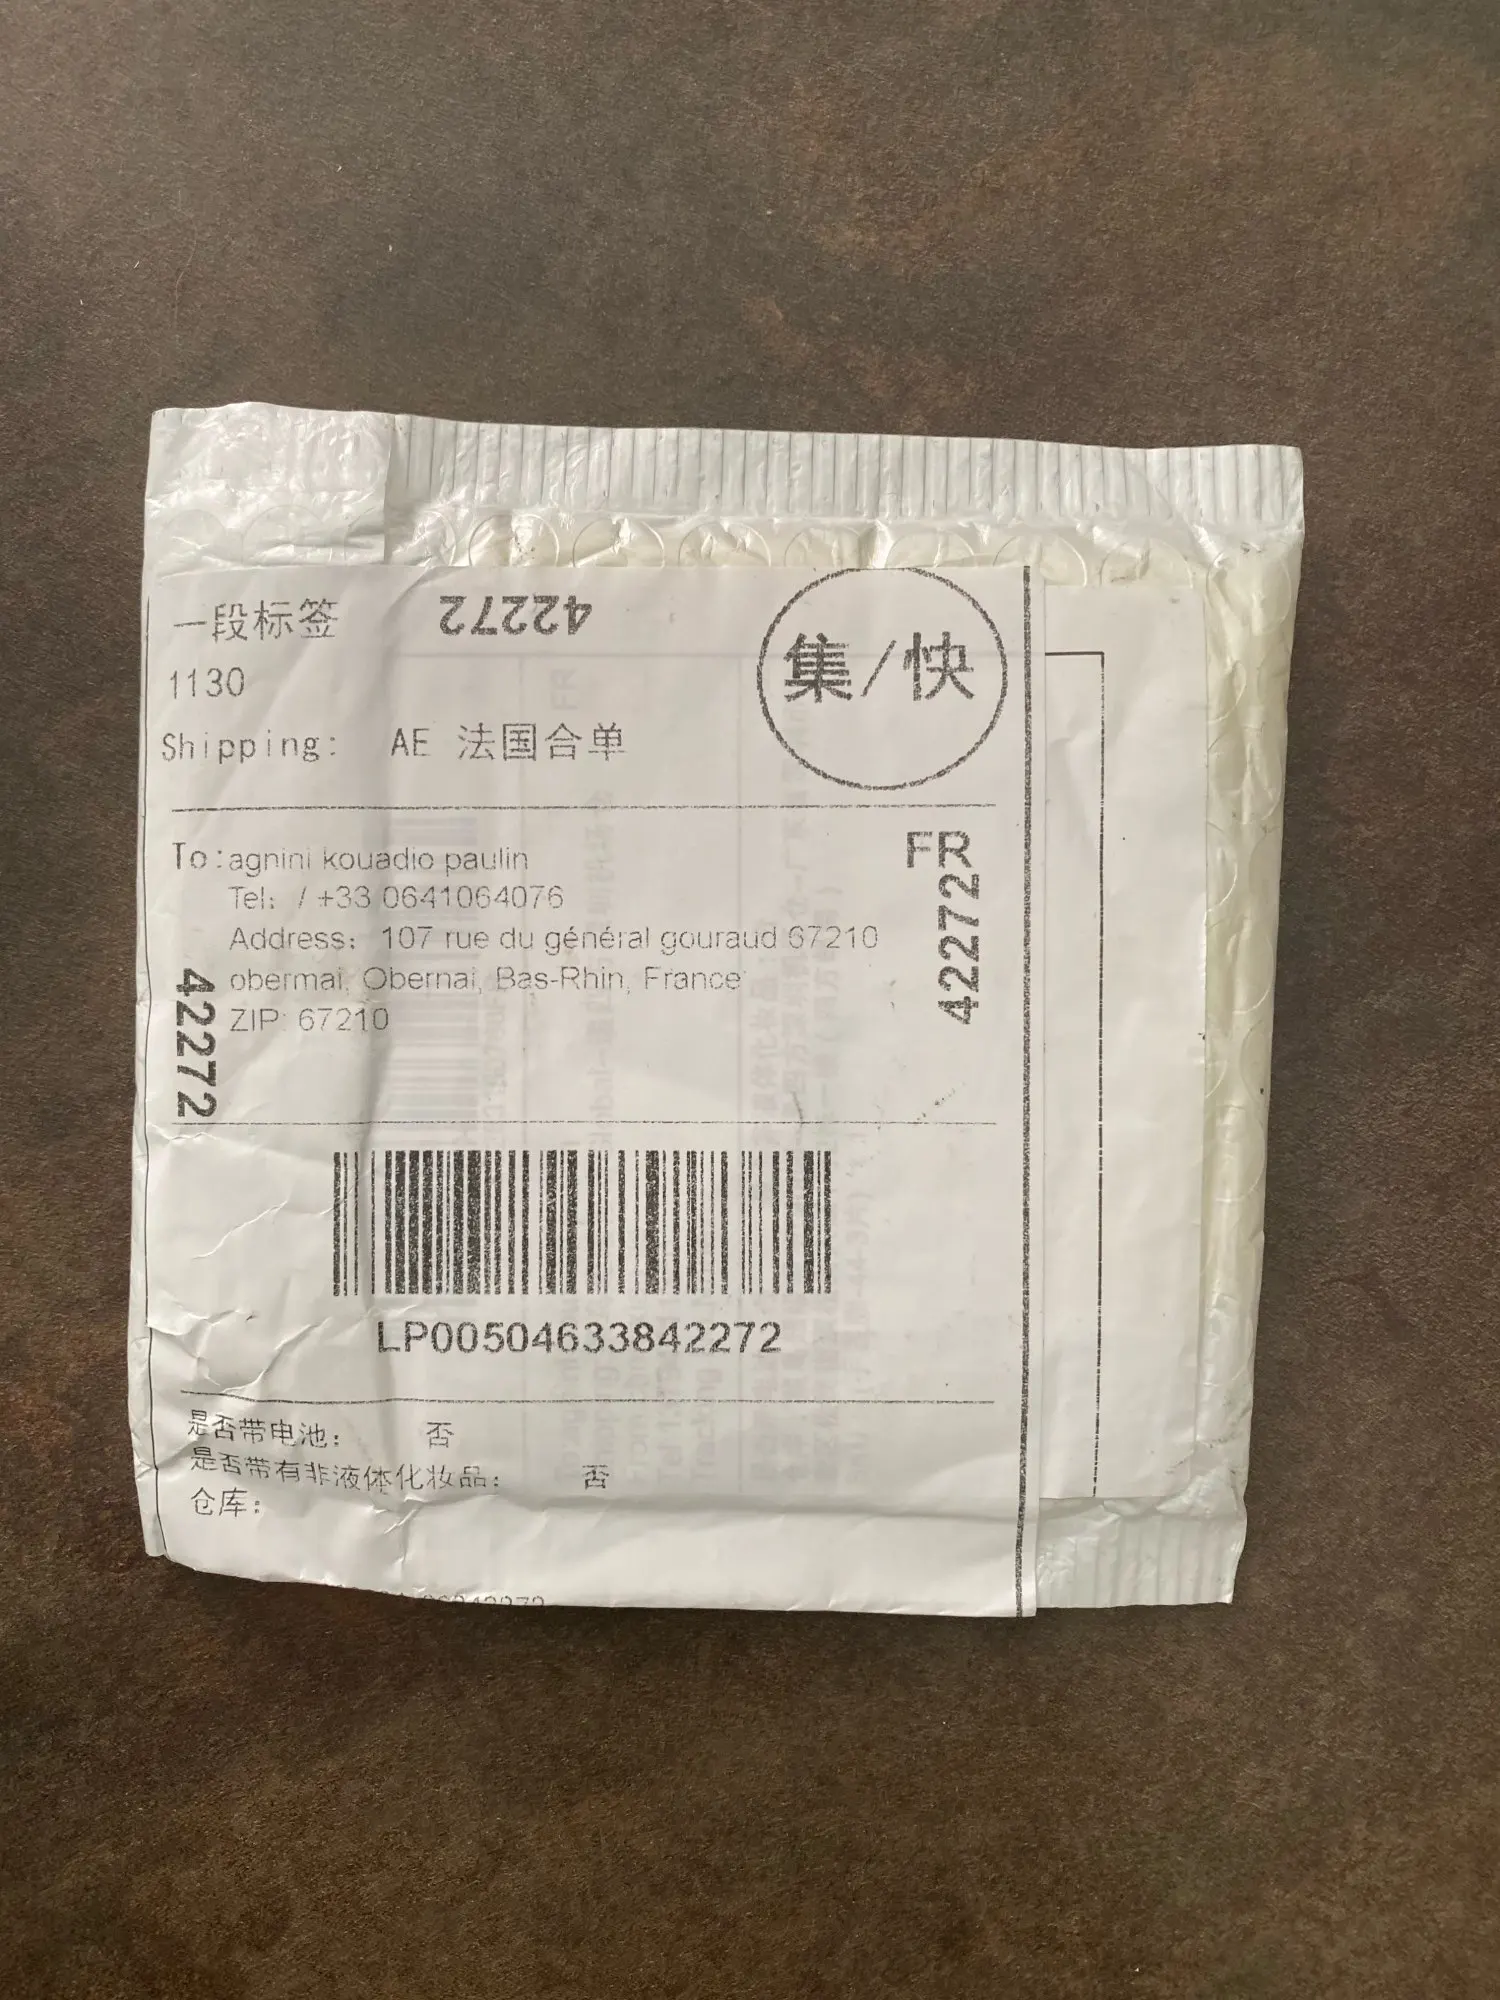 一段标签
42272
集/快
1130
Shipping: AE 法国合单
FR
To:agnini kouadio paulin
Tel: / +33 0641064076
Address: 107 rue du général gouraud 67210
obermai, Obernai, Bas-Rhin, France
ZIP: 67210
42272
42272
LP00504633842272
是否带电池: 否
是否带有非液体化妆品: 否
仓库: